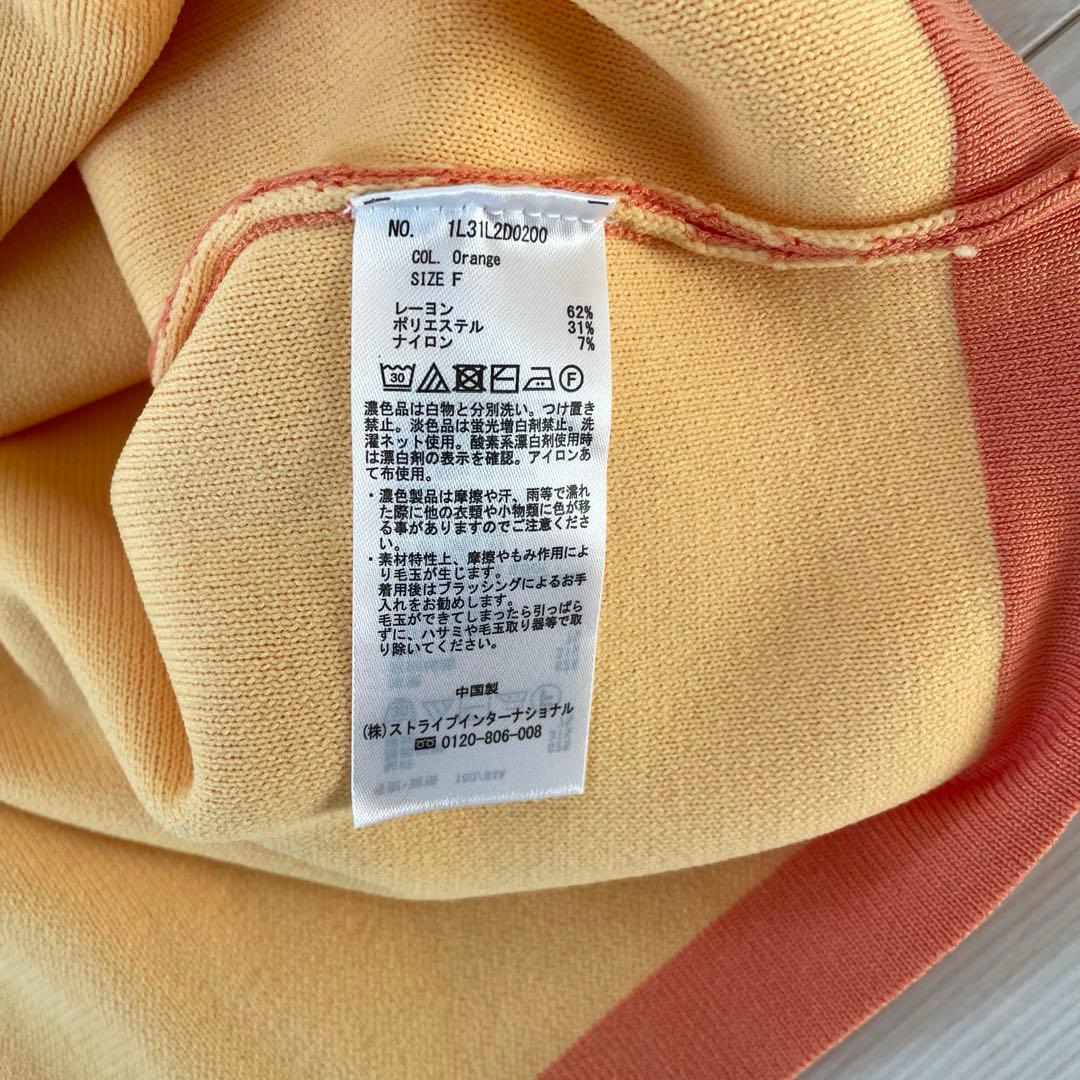 NO. 1L31L2D0200
COL. Orange
SIZE F
レーヨン 62%
ポリエステル 31%
ナイロン 7%
30 F
濃色品は白物と分別洗い。つけ置き
禁止。淡色品は蛍光増白剤禁止。洗
濯ネット使用。酸素系漂白剤使用時
は漂白剤の表示を確認。アイロンあ
て布使用。
・濃色製品は摩擦や汗、雨等で濡れ
た際に他の衣類や小物類に色が移
る事がありますのでご注意くださ
い。
・素材特性上、摩擦やもみ作用によ
り毛玉が生じます。
着用後はブラッシングによるお手
入れをお勧めします。
毛玉ができてしまったら引っぱら
ずに、ハサミや毛玉取り器等で取
り除いてください。
中国製
(株)ストライプインターナショナル
0120-806-008